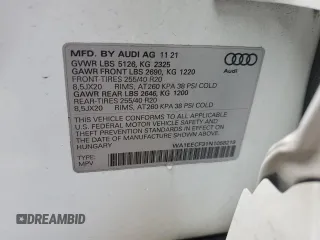 MFD. BY AUDI AG 11 21
GVWR LBS 5126, KG 2325
GAWR FRONT LBS 2690, KG 1220
FRONT-TIRES 255/40 R20
8,5JX20 RIMS, AT260 KPA 38 PSI COLD
GAWR REAR LBS 2646, KG 1200
REAR-TIRES 255/40 R20
8,5JX20 RIMS, AT260 KPA 38 PSI COLD
THIS VEHICLE CONFORMS TO ALL APPLICABLE
U.S. FEDERAL MOTOR VEHICLE SAFETY
AND THEFT PREVENTION STANDARDS IN EFFECT
ON THE DATE OF MANUFACTURE SHOWN ABOVE.
HUNGARY
TYPE:
MPV
Audi
DREAMBID